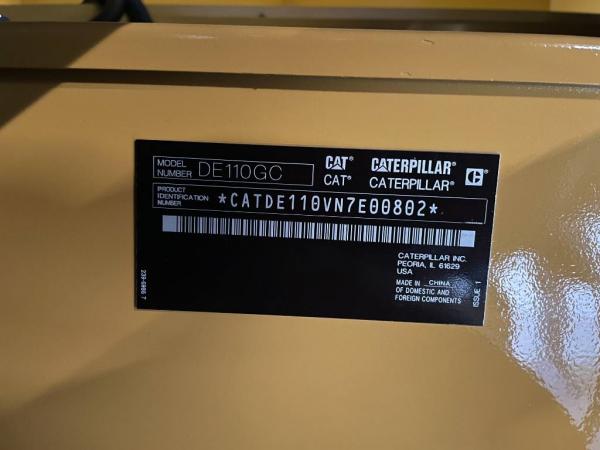 MODEL NUMBER DE110GC
CAT® CATERPILLAR®
CAT® CATERPILLAR® C
PRODUCT IDENTIFICATION NUMBER *CATDE110VN7E00802*
CATERPILLAR INC.
PEORIA, IL 61629
USA
MADE IN CHINA
OF DOMESTIC AND
FOREIGN COMPONENTS
ISSUE 1